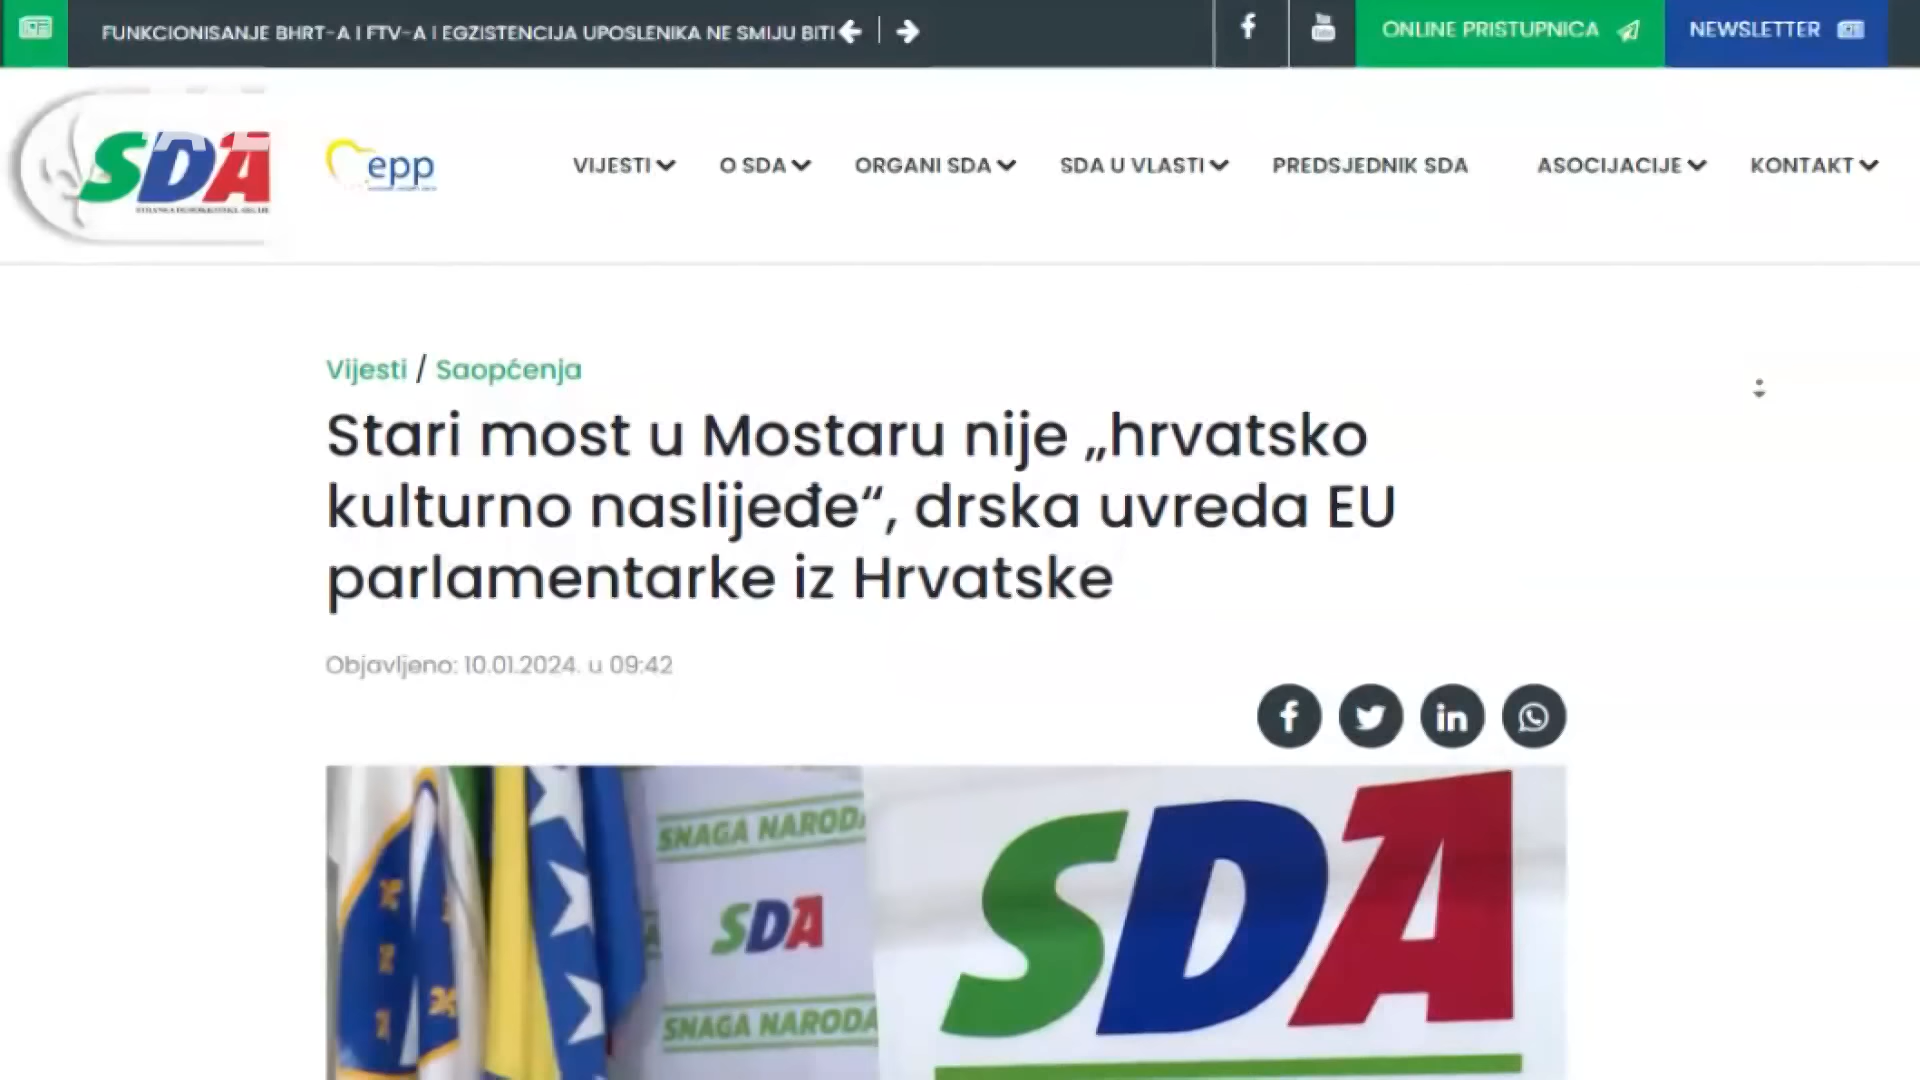 FUNKCIONISANJE BHRT-A I FTV-A I EGZISTENCIJA UPOSLENIKA NE SMIJU BITI
ONLINE PRISTUPNICA
NEWSLETTER
SDA
epp
VIJESTI
O SDA
ORGANI SDA
SDA U VLASTI
PREDSJEDNIK SDA
ASOCIJACIJE
KONTAKT
Vijesti / Saopćenja
Stari most u Mostaru nije „hrvatsko
kulturno naslijeđe“, drska uvreda EU
parlamentarke iz Hrvatske
Objavljeno: 10.01.2024. u 09:42
SNAGA NARODA
SDA
SNAGA NARODA
SDA